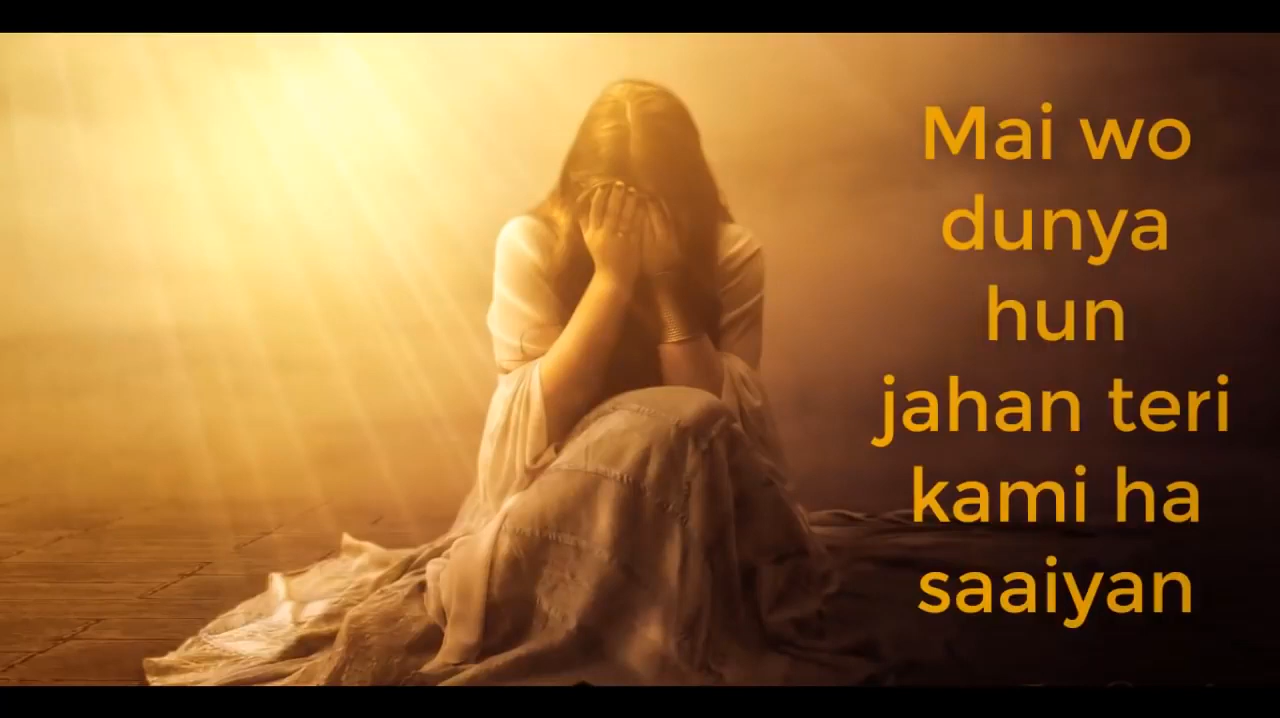 Mai wo
dunya
hun
jahan teri
kami ha
saaiyan